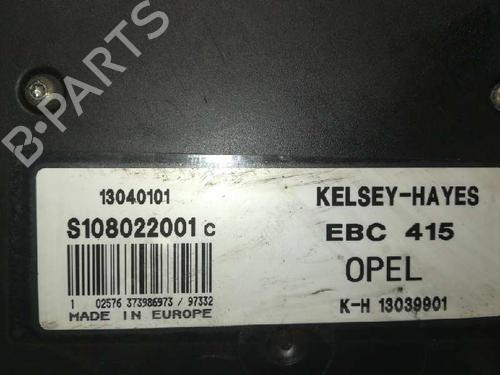 B-PARTS
13040101
S108022001 C
1 02576 373986973 / 97332
MADE IN EUROPE
KELSEY-HAYES
EBC 415
OPEL
K-H 13039901